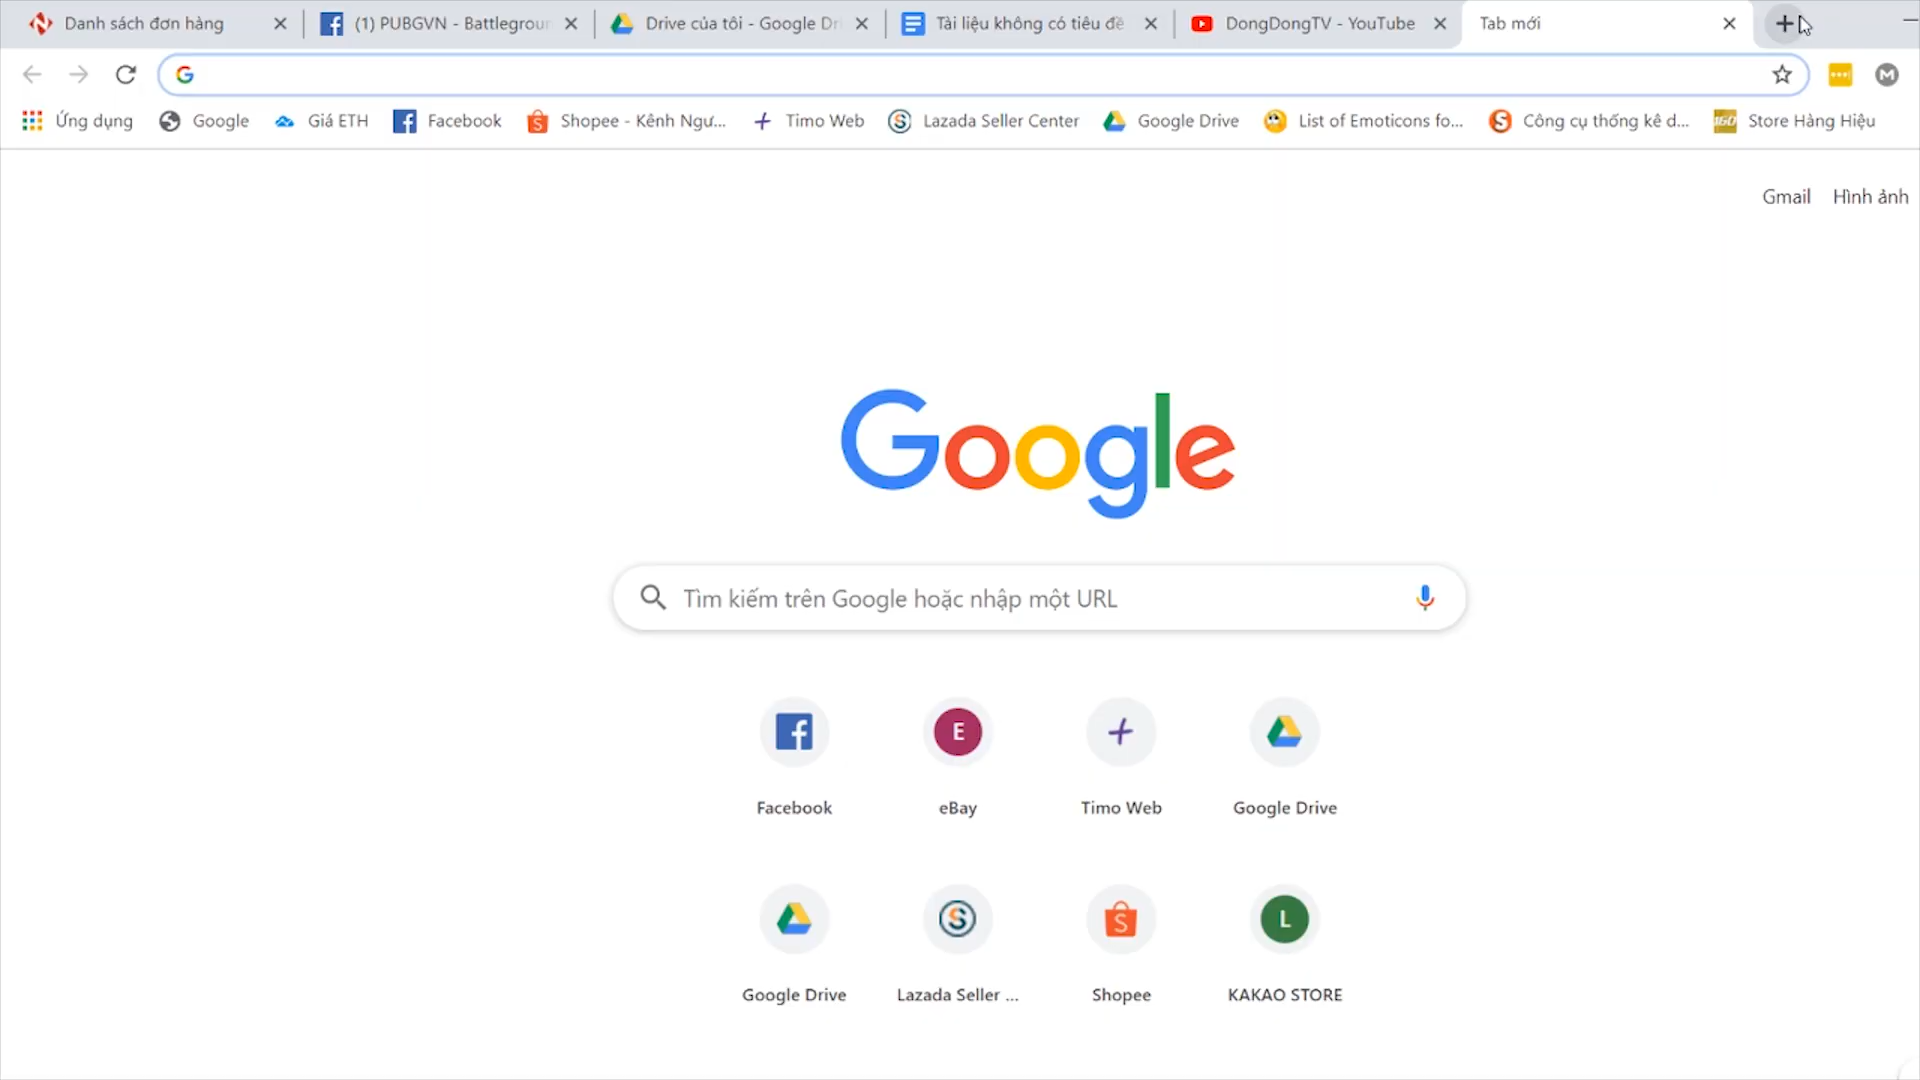 Danh sách đơn hàng
(1) PUBGVN - Battlegroun
Drive của tôi - Google Dri
Tài liệu không có tiêu đề
DongDongTV - YouTube
Tab mới
Ứng dụng
Google
Giá ETH
Facebook
Shopee - Kênh Ngư...
Timo Web
Lazada Seller Center
Google Drive
List of Emoticons fo...
Công cụ thống kê d...
160
Store Hàng Hiệu
M
Gmail
Hình ảnh
Google
Tìm kiếm trên Google hoặc nhập một URL
E
Facebook
eBay
Timo Web
Google Drive
L
Google Drive
Lazada Seller ...
Shopee
KAKAO STORE